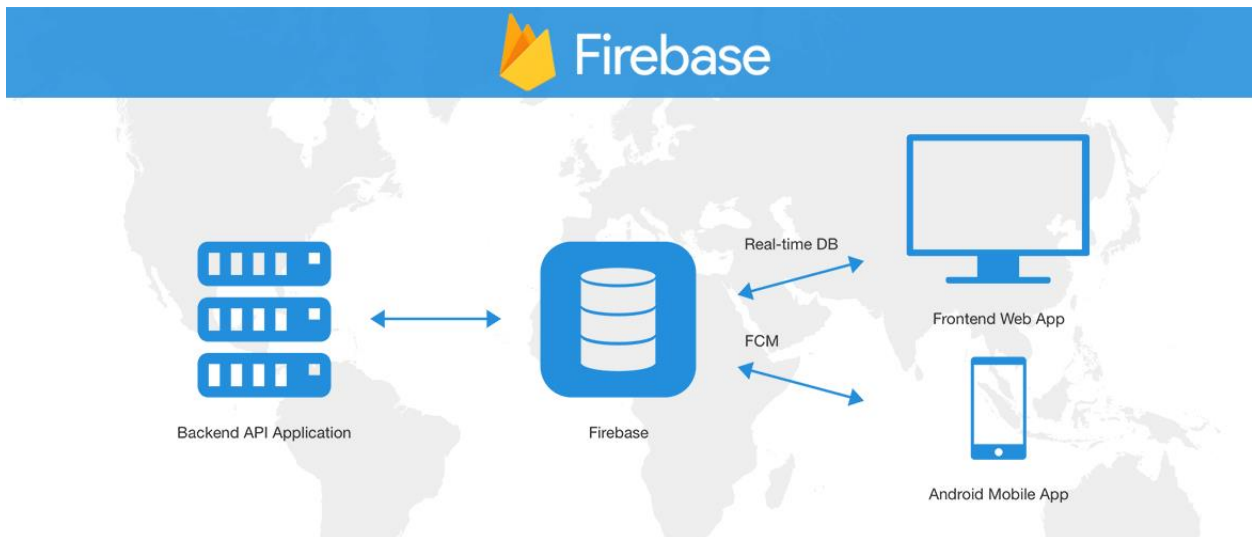 Firebase
Real-time DB
Frontend Web App
FCM
Backend API Application
Firebase
Android Mobile App